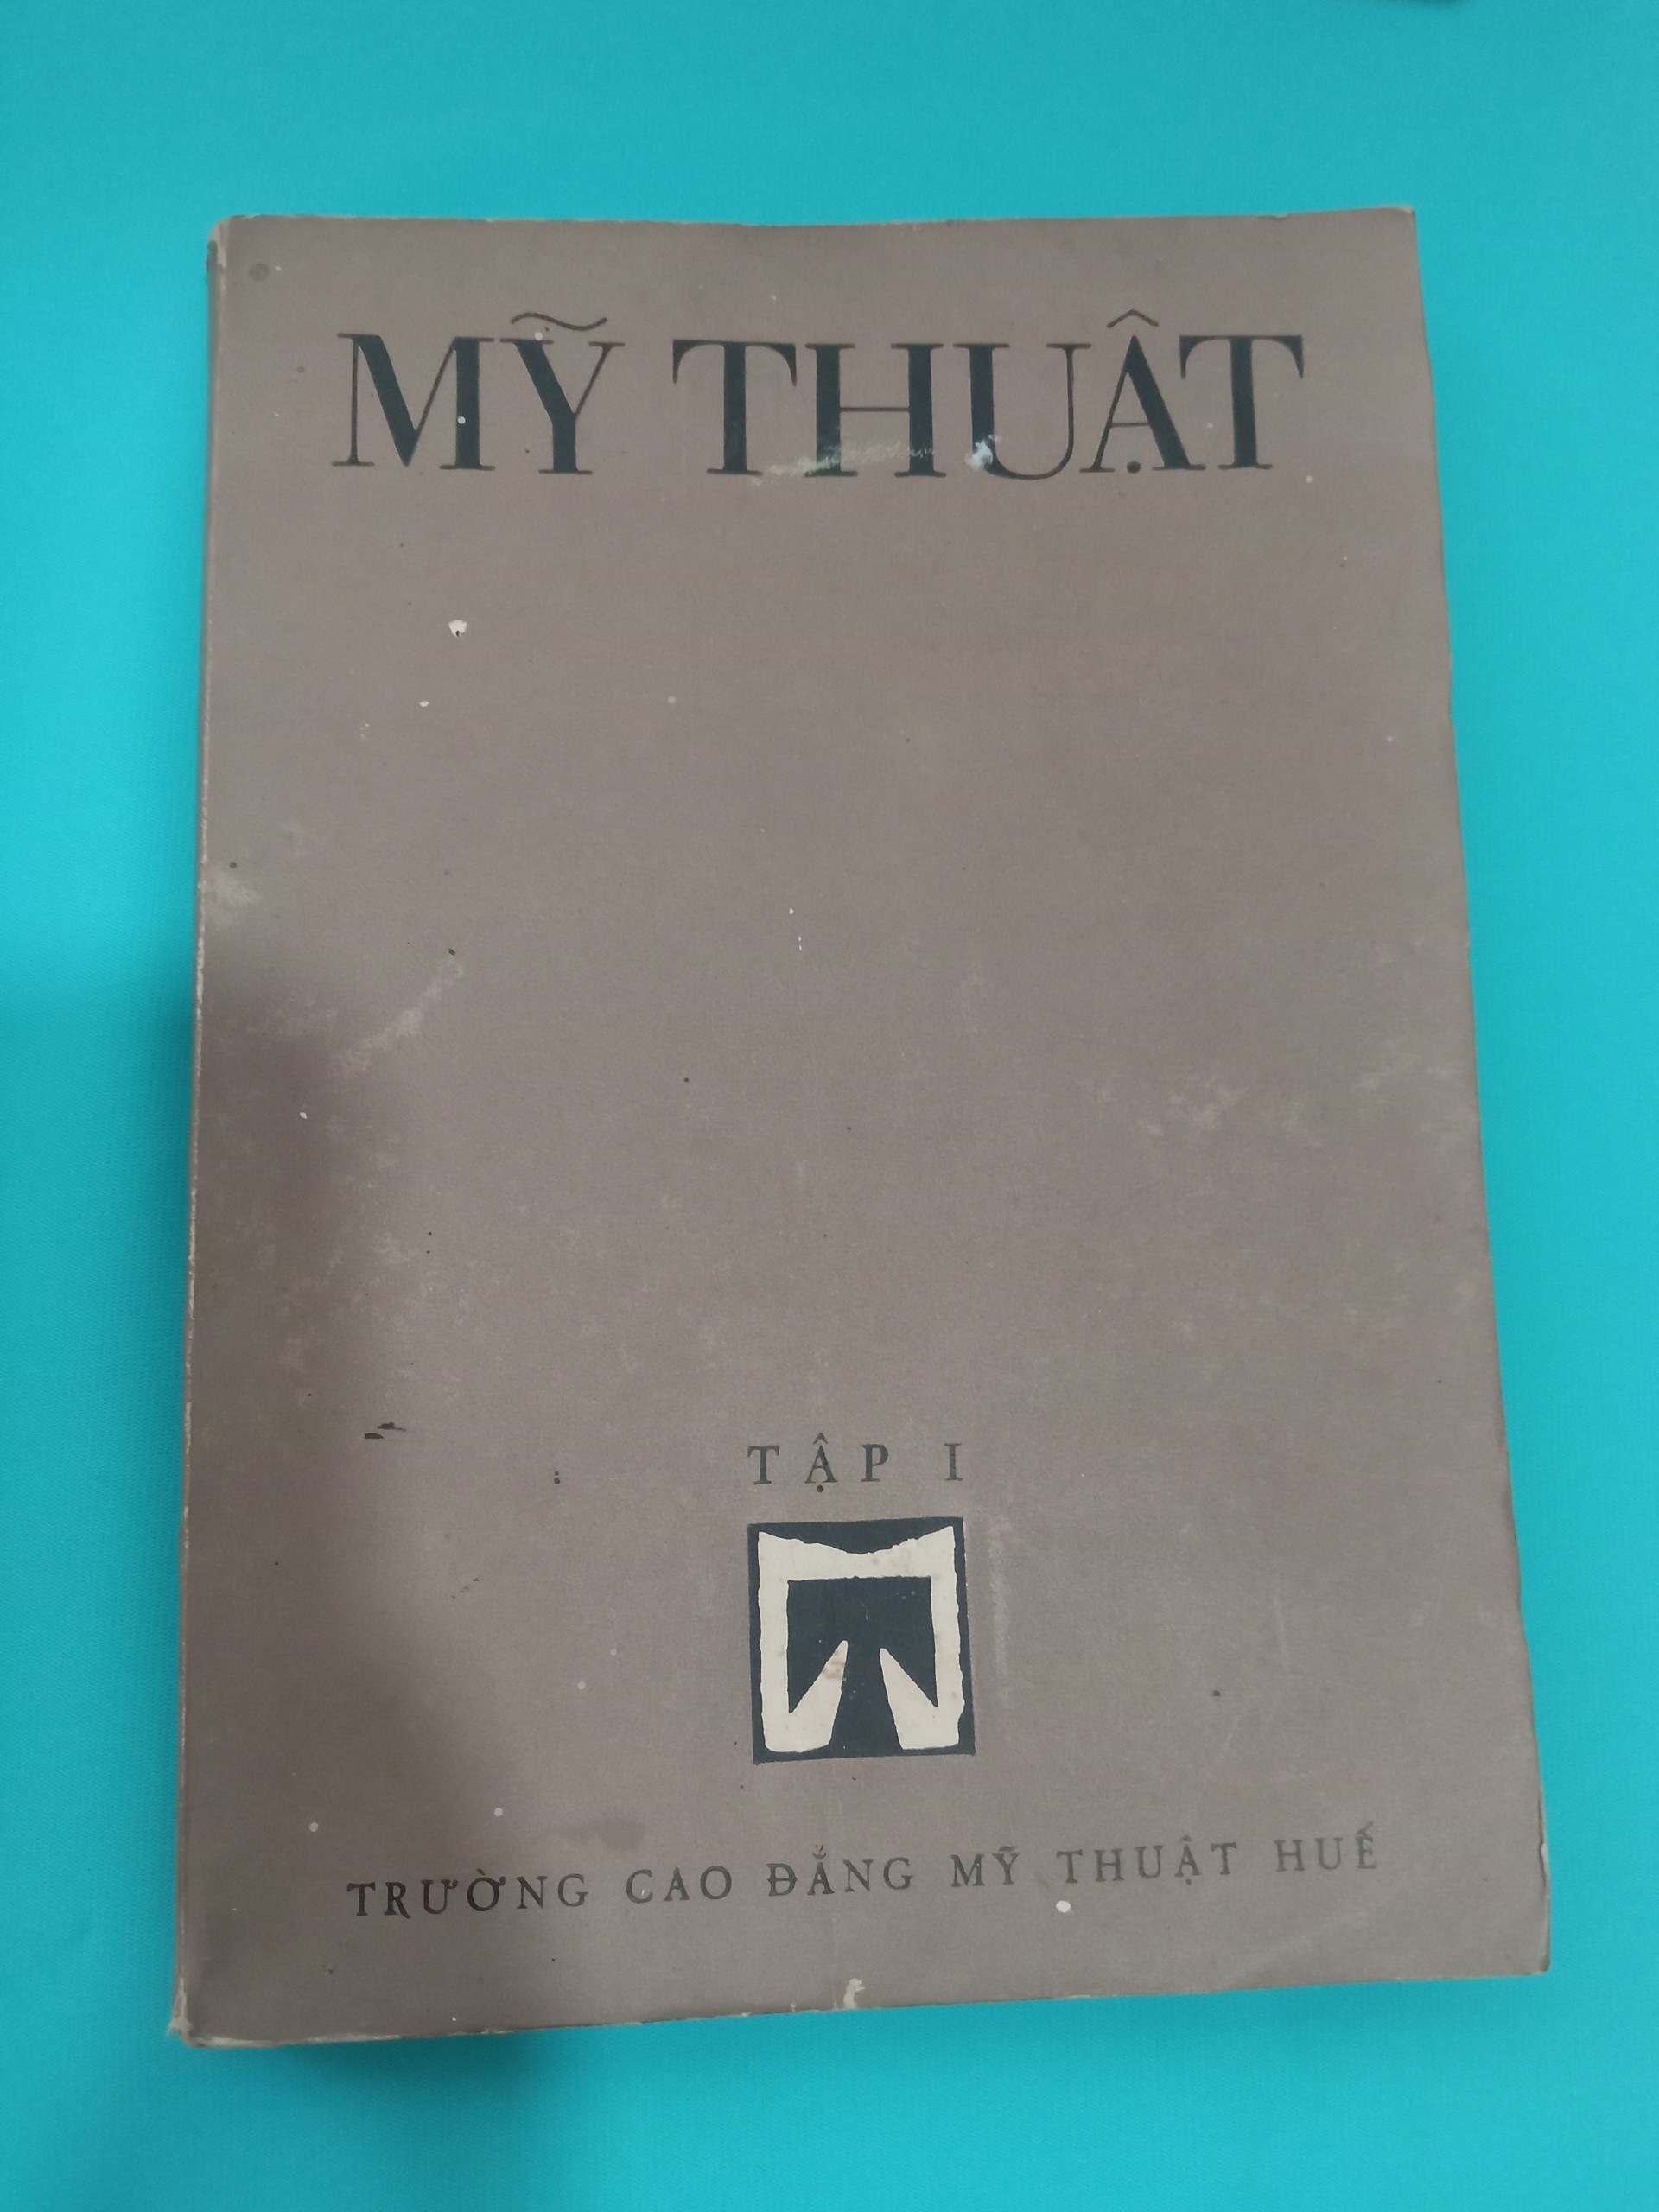 MỸ THUẬT
TẬP I
TRƯỜNG CAO ĐẲNG MỸ THUẬT HUẾ